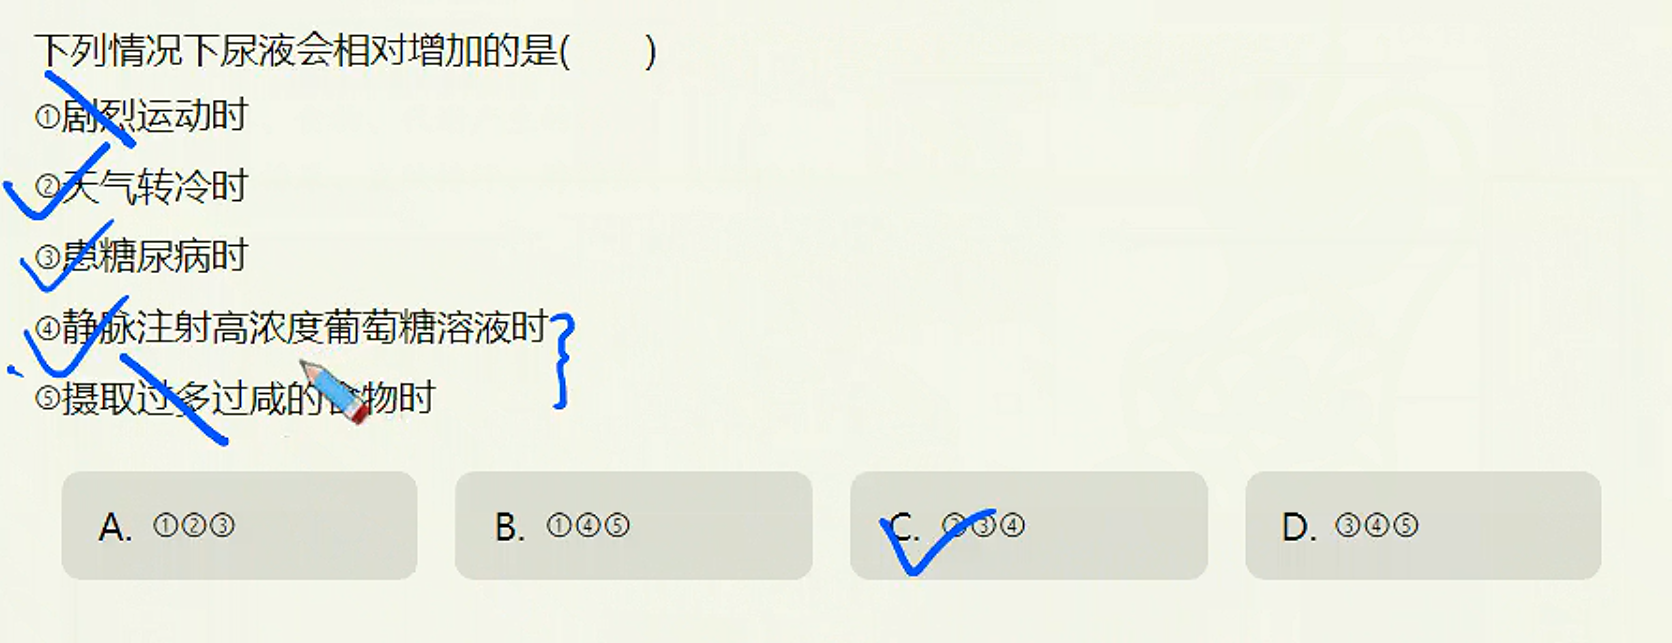 下列情况下尿液会相对增加的是(      )
①剧烈运动时
②天气转冷时
③患糖尿病时
④静脉注射高浓度葡萄糖溶液时
⑤摄取过多过咸的食物时
A. ①②③
B. ①④⑤
C. ②③④
D. ③④⑤